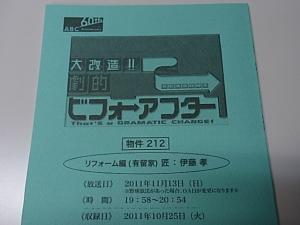 ABC 60th
大改造!!
劇的
ビフォーアフター
That's a DRAMATIC CHANGE!
物件 212
リフォーム編 (有留家) 匠:伊藤 孝
〈放送日〉 2011年11月13日(日)
〈時 間〉 19:58~20:54
〈収録日〉 2011年10月25日(火)